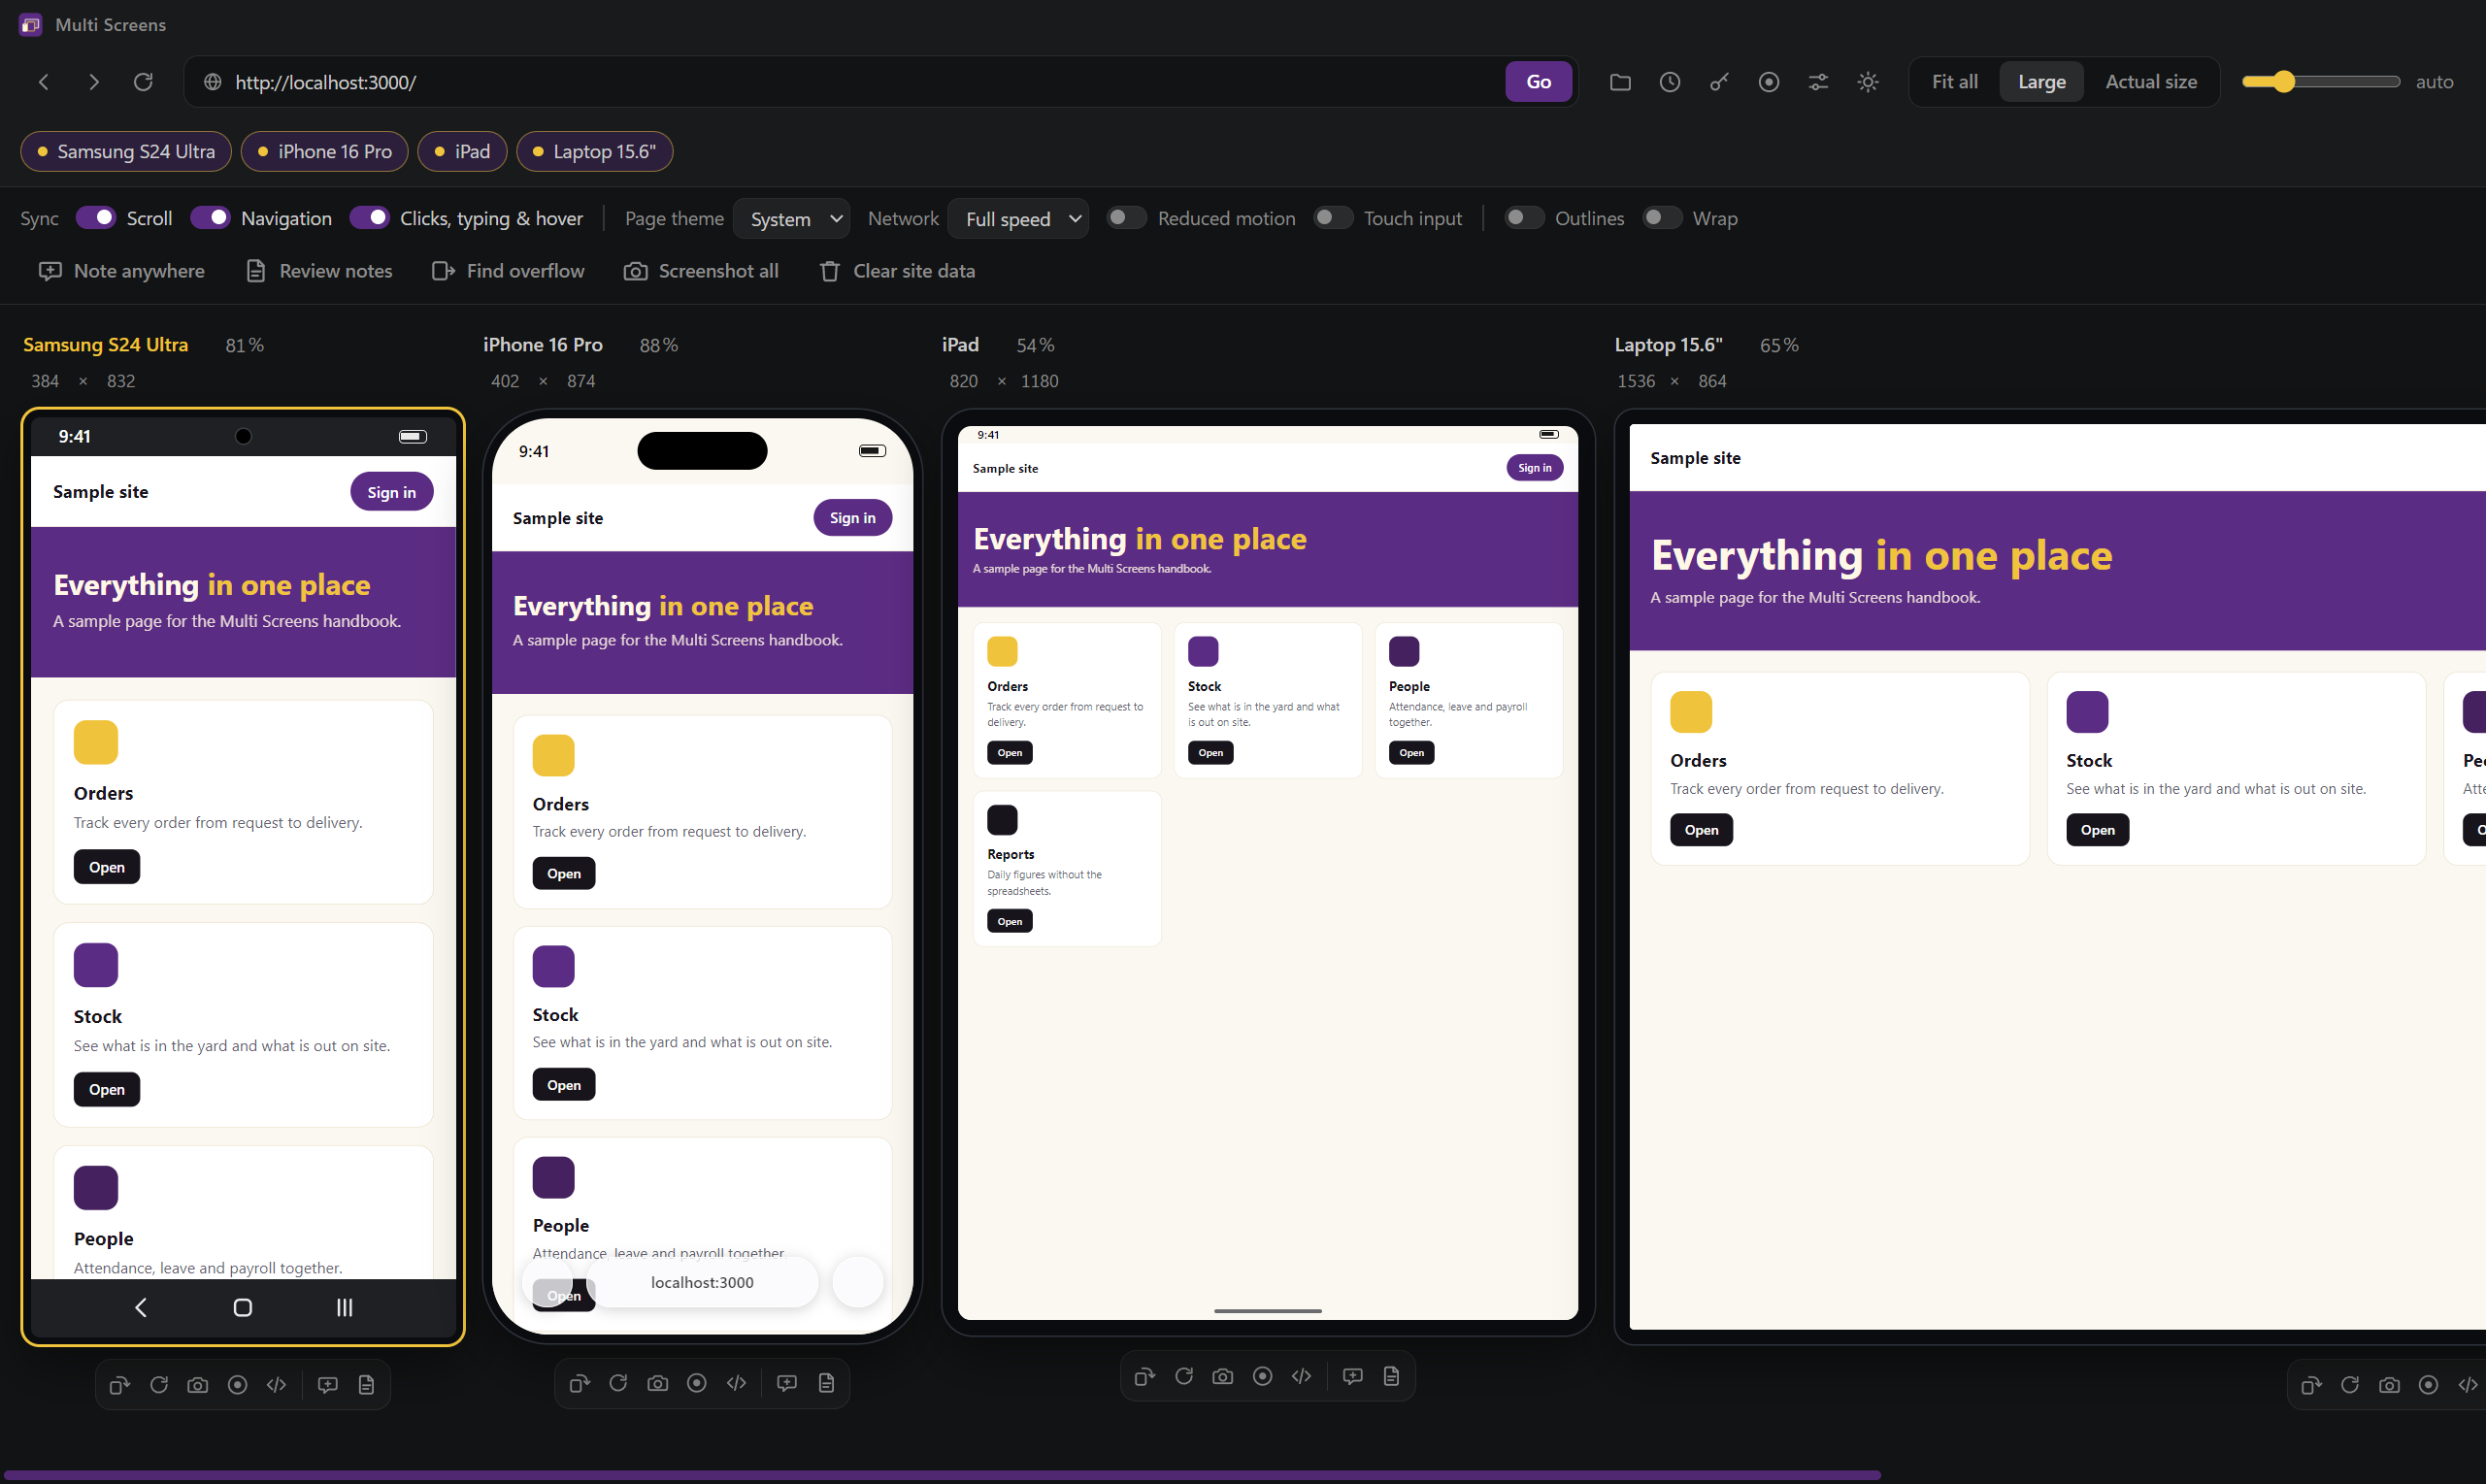 Multi Screens
http://localhost:3000/
Go
Fit all
Large
Actual size
auto
Samsung S24 Ultra
iPhone 16 Pro
iPad
Laptop 15.6"
Sync
Scroll
Navigation
Clicks, typing & hover
Page theme
System
Network
Full speed
Reduced motion
Touch input
Outlines
Wrap
Note anywhere
Review notes
Find overflow
Screenshot all
Clear site data
Samsung S24 Ultra 81%
384 × 832
9:41
Sample site
Sign in
Everything in one place
A sample page for the Multi Screens handbook.
Orders
Track every order from request to delivery.
Open
Stock
See what is in the yard and what is out on site.
Open
People
Attendance, leave and payroll together.
iPhone 16 Pro 88%
402 × 874
9:41
Sample site
Sign in
Everything in one place
A sample page for the Multi Screens handbook.
Orders
Track every order from request to delivery.
Open
Stock
See what is in the yard and what is out on site.
Open
People
Attendance, leave and payroll together.
Open
localhost:3000
iPad 54%
820 × 1180
9:41
Sample site
Sign in
Everything in one place
A sample page for the Multi Screens handbook.
Orders
Track every order from request to
delivery.
Open
Stock
See what is in the yard and what
is out on site.
Open
People
Attendance, leave and payroll
together.
Open
Reports
Daily figures without the
spreadsheets.
Open
Laptop 15.6" 65%
1536 × 864
Sample site
Everything in one place
A sample page for the Multi Screens handbook.
Orders
Track every order from request to delivery.
Open
Stock
See what is in the yard and what is out on site.
Open